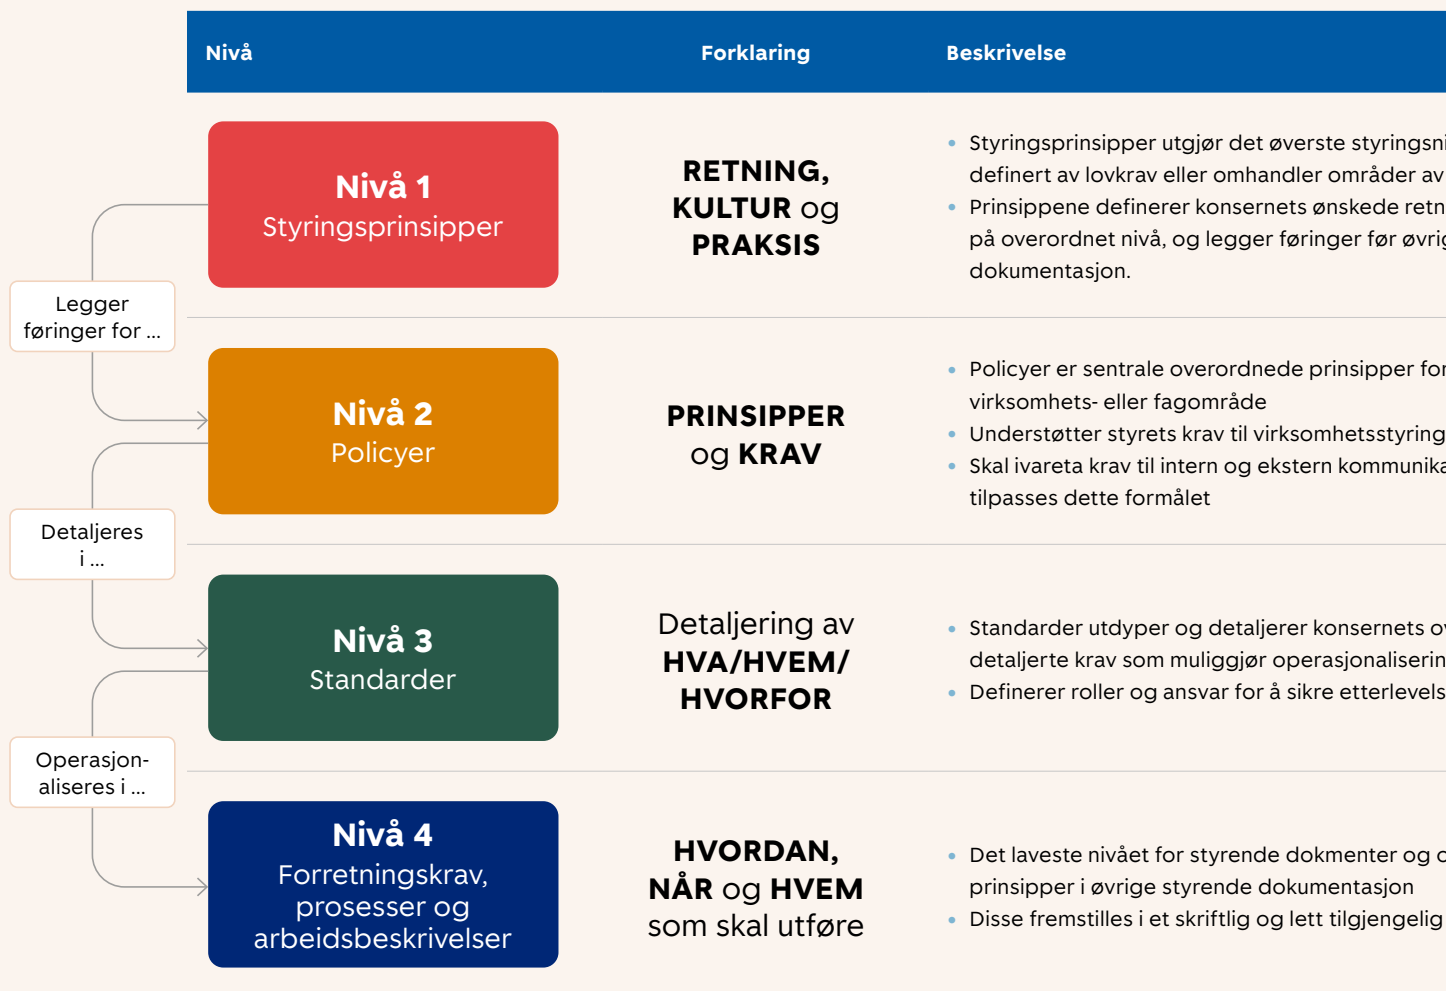 Nivå
Forklaring
Beskrivelse
Nivå 1
Styringsprinsipper
RETNING,
KULTUR og
PRAKSIS
Styringsprinsipper utgjør det øverste
definert av lovkrav eller omhandler områder av
Prinsippene definerer konsernets ønskede
på overordnet nivå, og legger føringer før
dokumentasjon.
Legger
føringer for ...
Nivå 2
Policyer
PRINSIPPER
og KRAV
Policyer er sentrale overordnede prinsipper for
virksomhets- eller fagområde
Understøtter styrets krav til virksomhetsstyring
Skal ivareta krav til intern og ekstern
tilpasses dette formålet
Detaljeres
i ...
Nivå 3
Standarder
Detaljering av
HVA/HVEM/
HVORFOR
Standarder utdyper og detaljerer konsernets
detaljerte krav som muliggjør
Definerer roller og ansvar for å sikre
Operasjon-
aliseres i ...
Nivå 4
Forretningskrav,
prosesser og
arbeidsbeskrivelser
HVORDAN,
NÅR og HVEM
som skal utføre
Det laveste nivået for styrende dokmenter og
prinsipper i øvrige styrende dokumentasjon
Disse fremstilles i et skriftlig og lett tilgjengelig